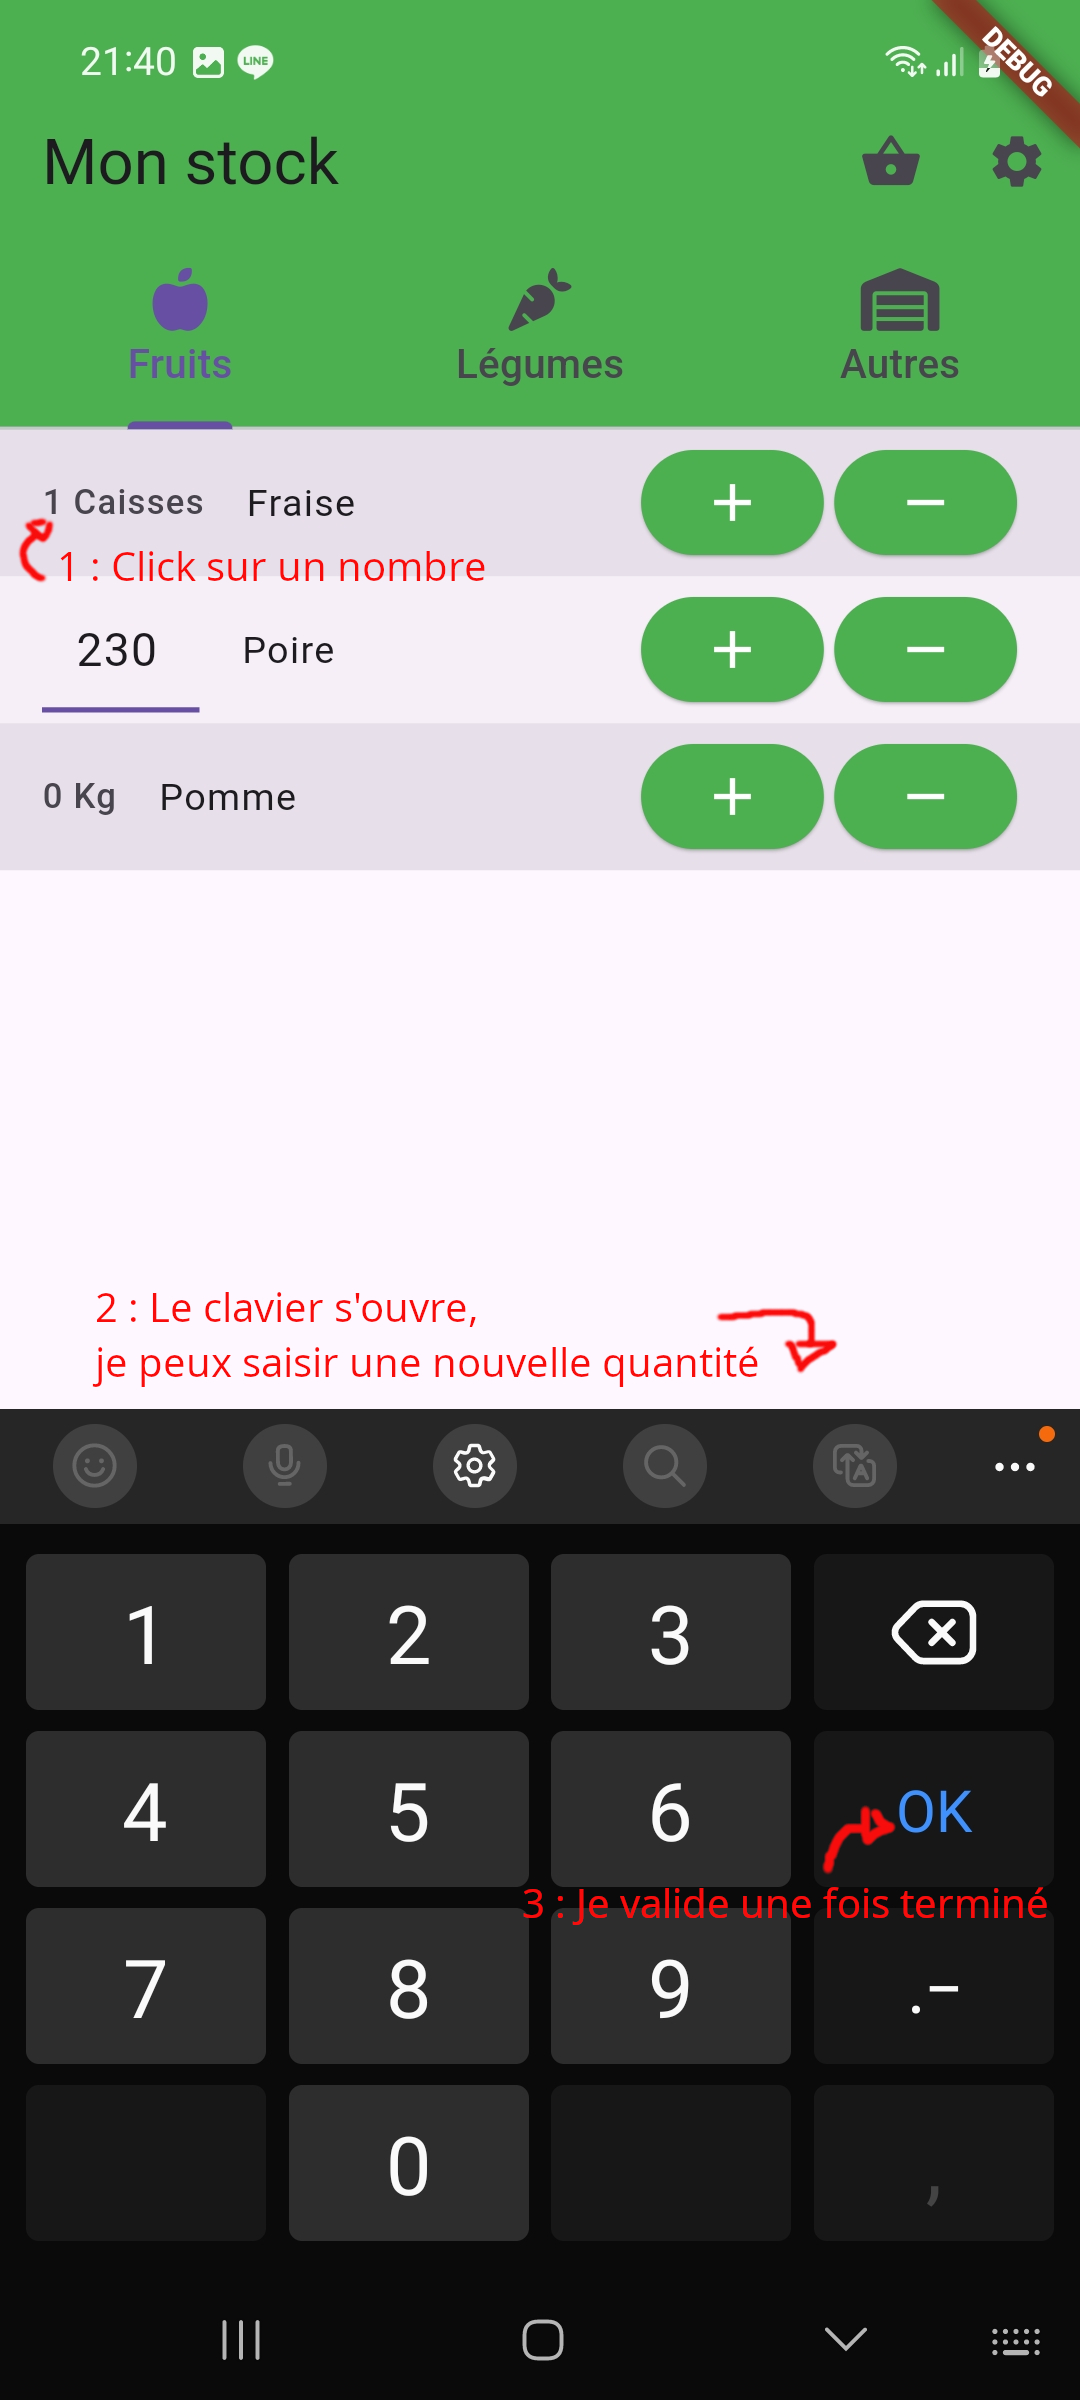 21:40
LINE
DEBUG
Mon stock
Fruits
Légumes
Autres
1 Caisses
Fraise
+
−
1 : Click sur un nombre
230
Poire
+
−
0 Kg
Pomme
+
−
2 : Le clavier s'ouvre,
je peux saisir une nouvelle quantité
1
2
3
4
5
6
OK
3 : Je valide une fois terminé
7
8
9
.−
0
,